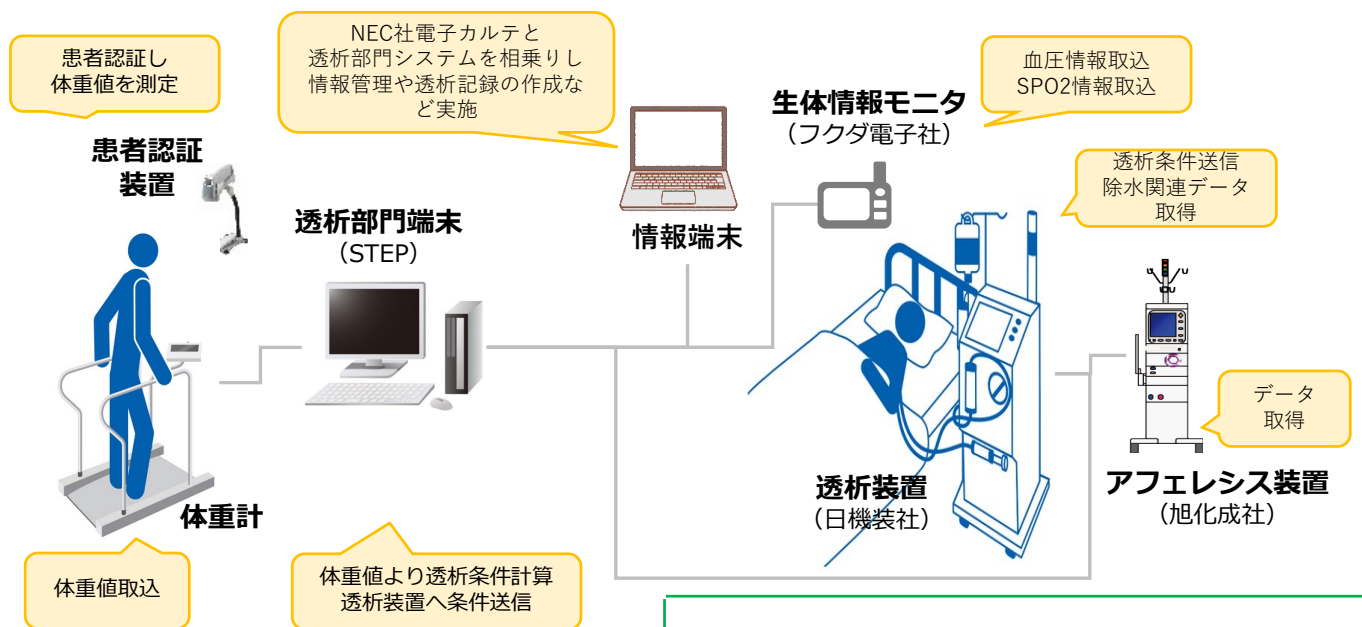 患者認証し
体重値を測定
NEC社電子カルテと
透析部門システムを相乗りし
情報管理や透析記録の作成な
ど実施
血圧情報取込
SPO2情報取込
生体情報モニタ
（フクダ電子社）
患者認証
装置
透析条件送信
除水関連データ
取得
透析部門端末
（STEP）
情報端末
データ
取得
透析装置
（日機装社）
アフェレシス装置
（旭化成社）
体重計
体重値取込
体重値より透析条件計算
透析装置へ条件送信